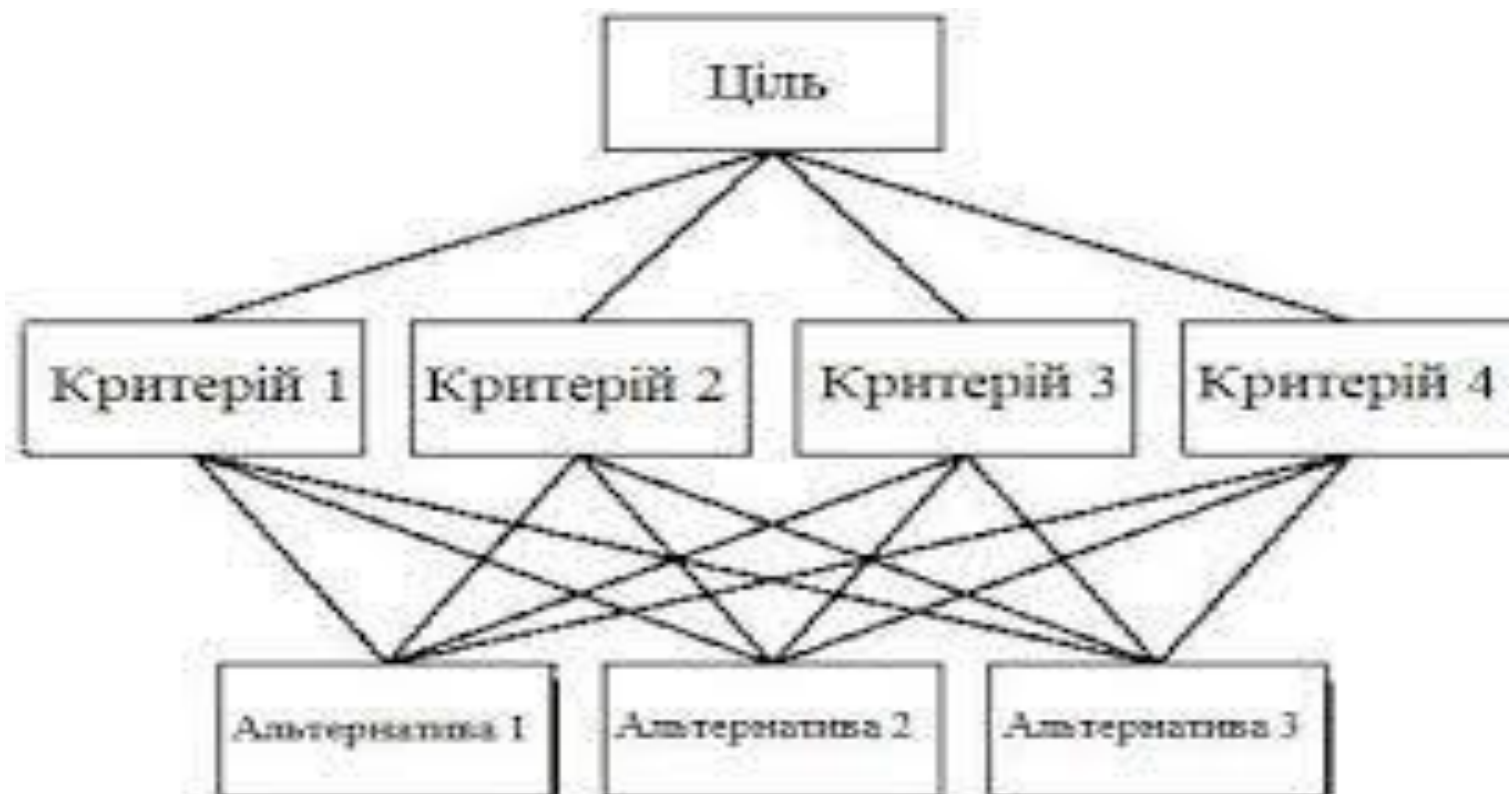 Ціль
Критерій 1
Критерій 2
Критерій 3
Критерій 4
Альтернатива 1
Альтернатива 2
Альтернатива 3